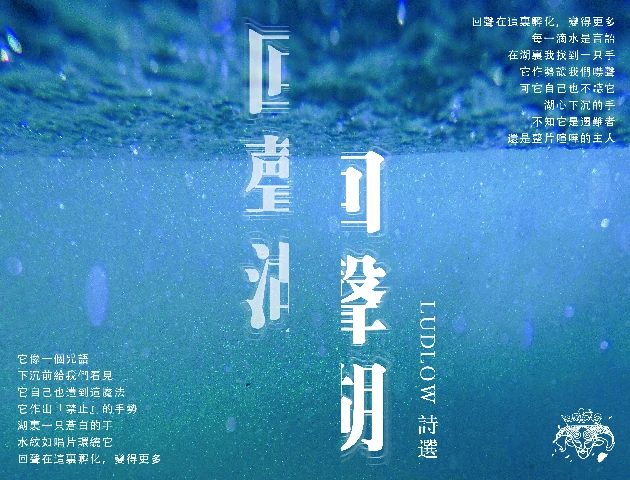 回聲在這裏孵化，變得更多
每一滴水是言語
在湖裏我找到一只手
它作勢 我們噤聲
可它自己也不 它
湖心下沉的手
不知它是遇難者
還是整片喧嘩的主人
回聲湖
LUDLOW 詩選
它像一個咒語
下沉前給我們看見
它自己也遭到這魔法
它作出「禁止」的手勢
湖裏一只蒼白的手
水紋如唱片環繞它
回聲在這裏孵化，變得更多